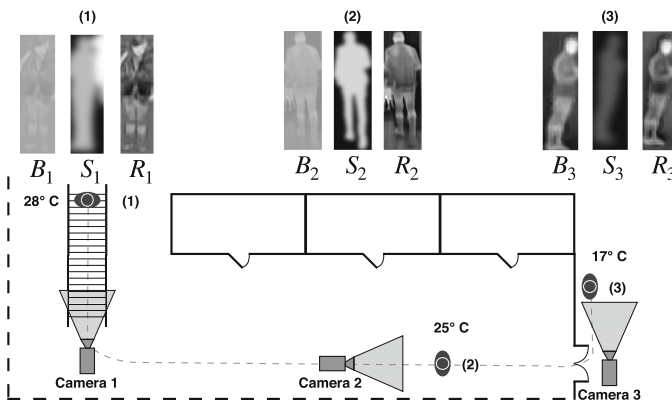 (1) (2) (3)
B₁ S₁ R₁ B₂ S₂ R₂ B₃ S₃ R₃
28° C (1)
17° C
(3)
25° C
(2)
Camera 1 Camera 2 Camera 3